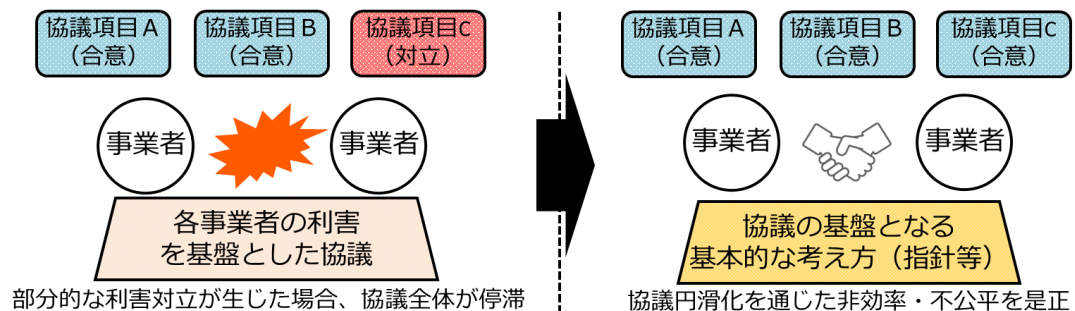 協議項目A
(合意)
協議項目B
(合意)
協議項目C
(対立)
事業者
事業者
各事業者の利害
を基盤とした協議
部分的な利害対立が生じた場合、協議全体が停滞
協議項目A
(合意)
協議項目B
(合意)
協議項目C
(合意)
事業者
事業者
協議の基盤となる
基本的な考え方（指針等）
協議円滑化を通じた非効率・不公平を是正